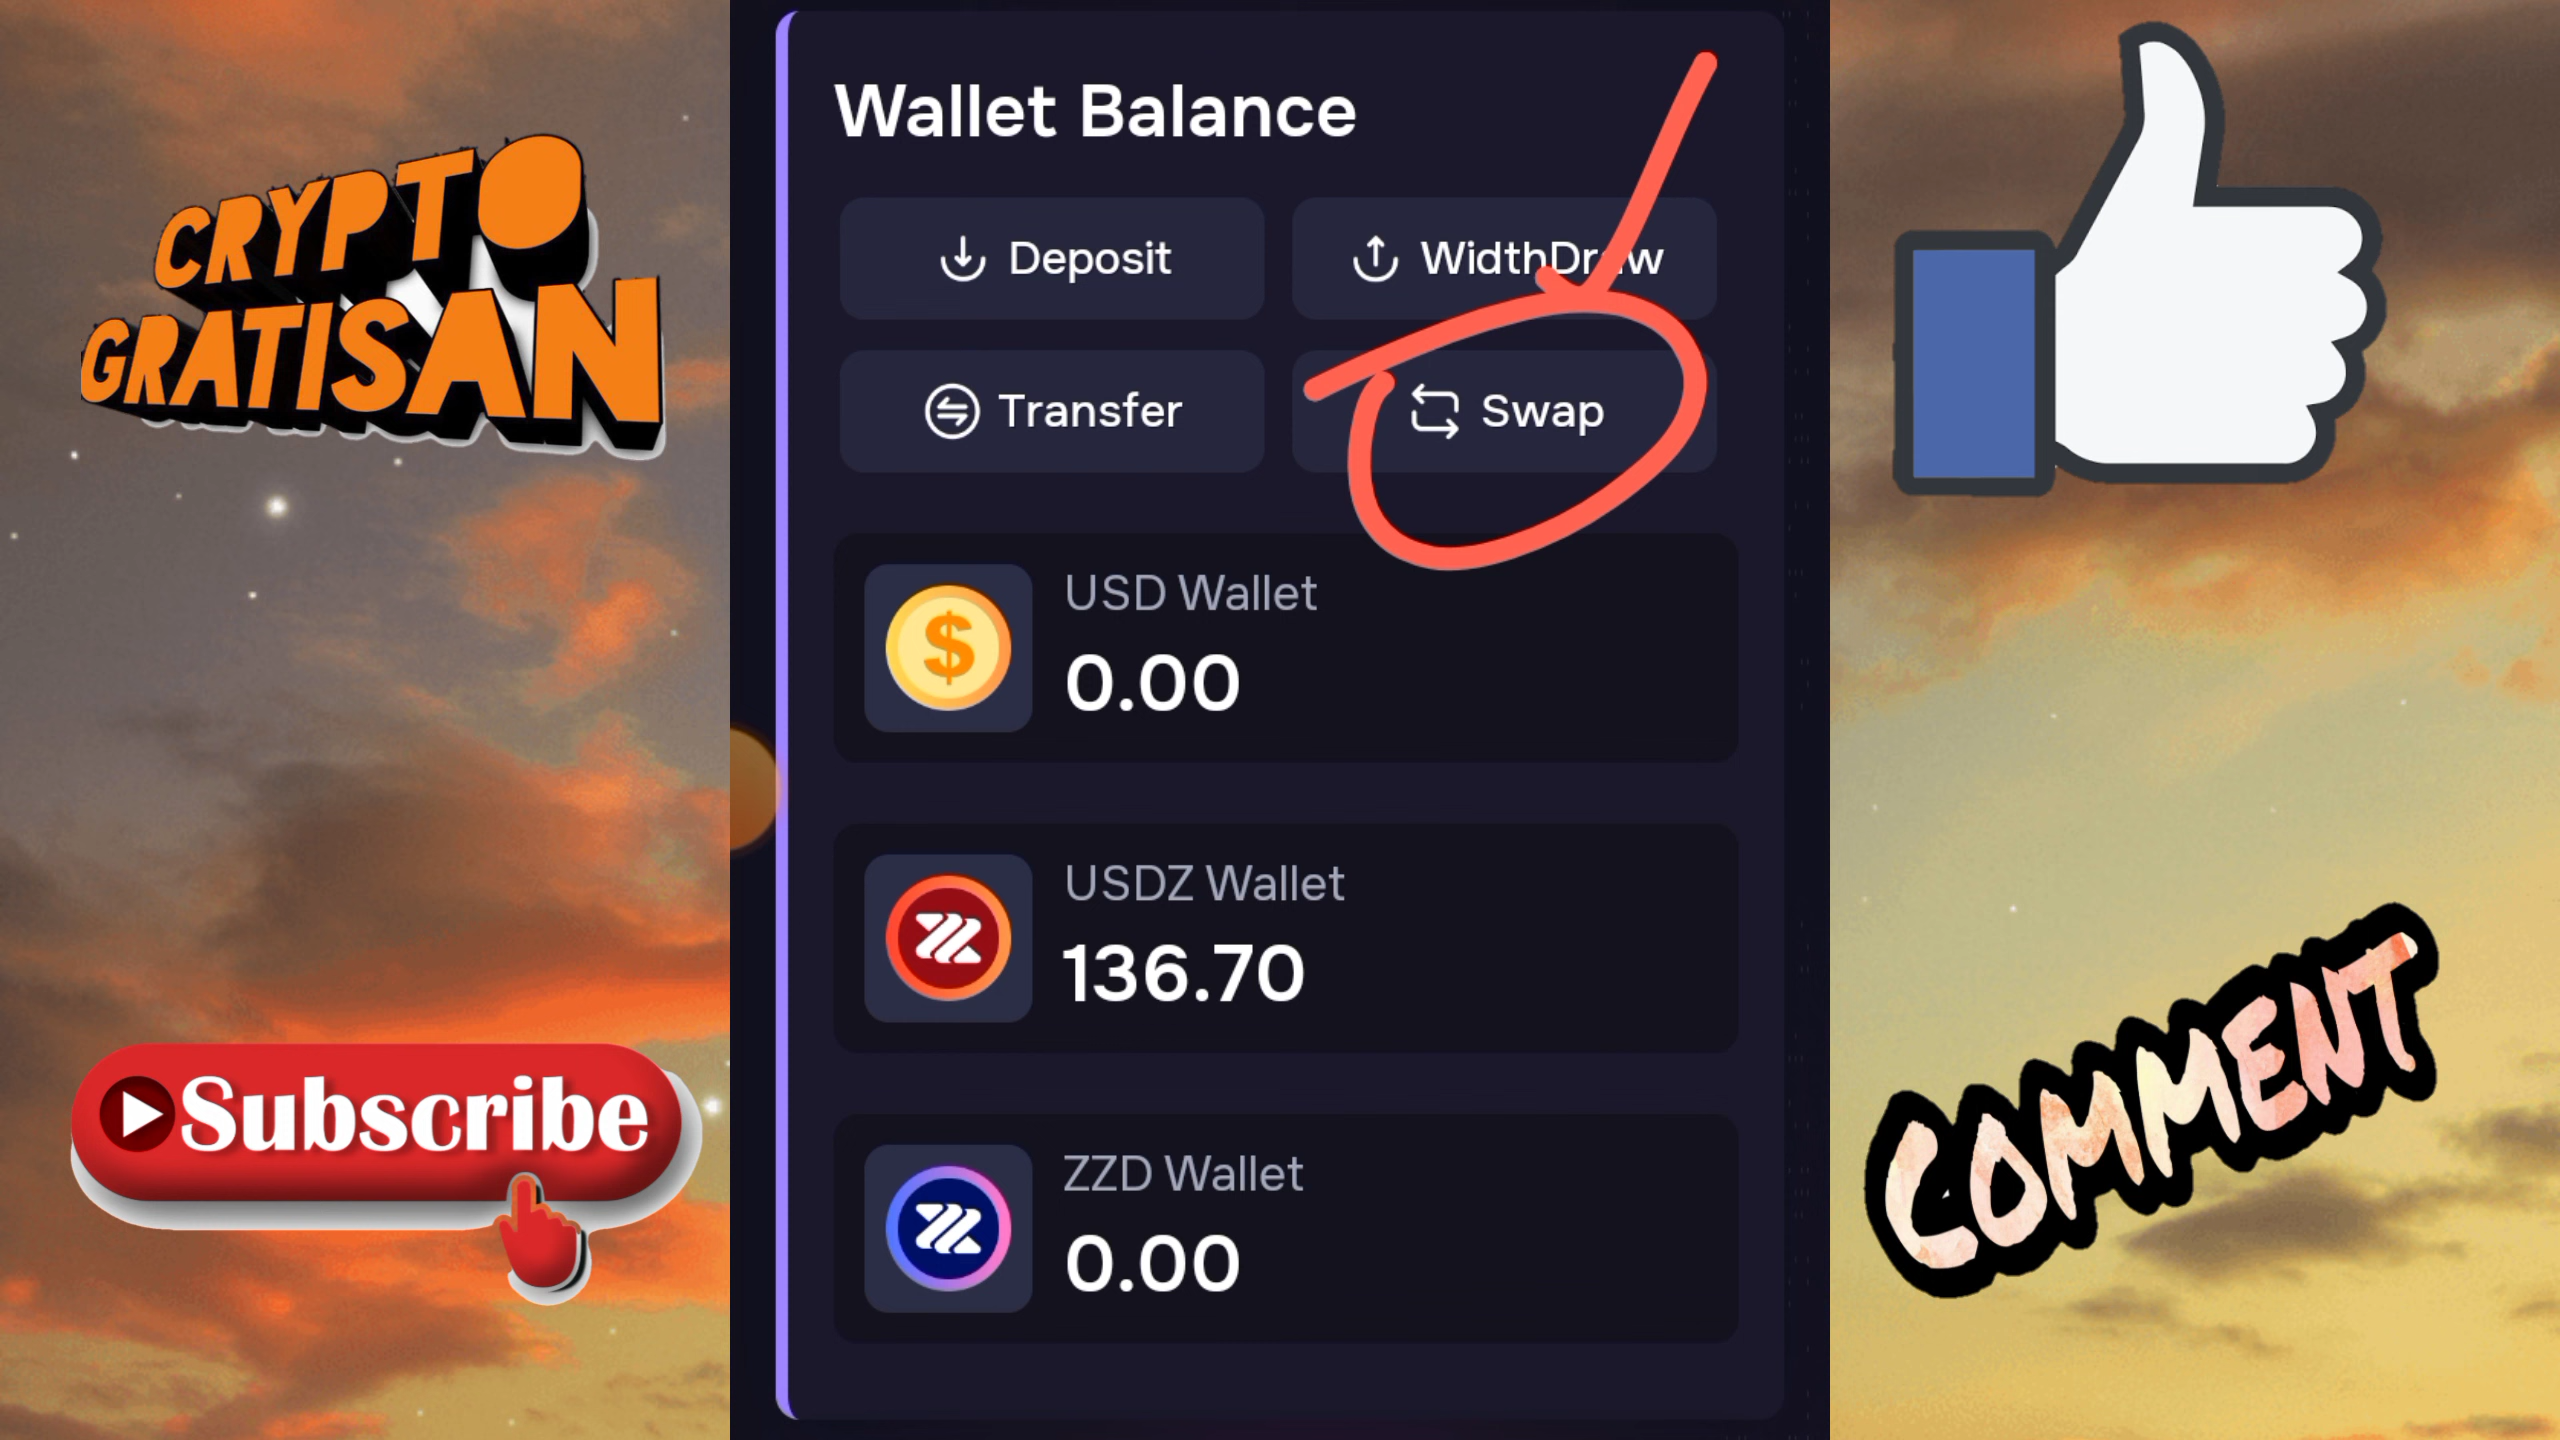 CRYPTO
GRATISAN
Subscribe
Wallet Balance
Deposit
WidthDraw
Transfer
Swap
USD Wallet
0.00
USDZ Wallet
136.70
ZZD Wallet
0.00
COMMENT